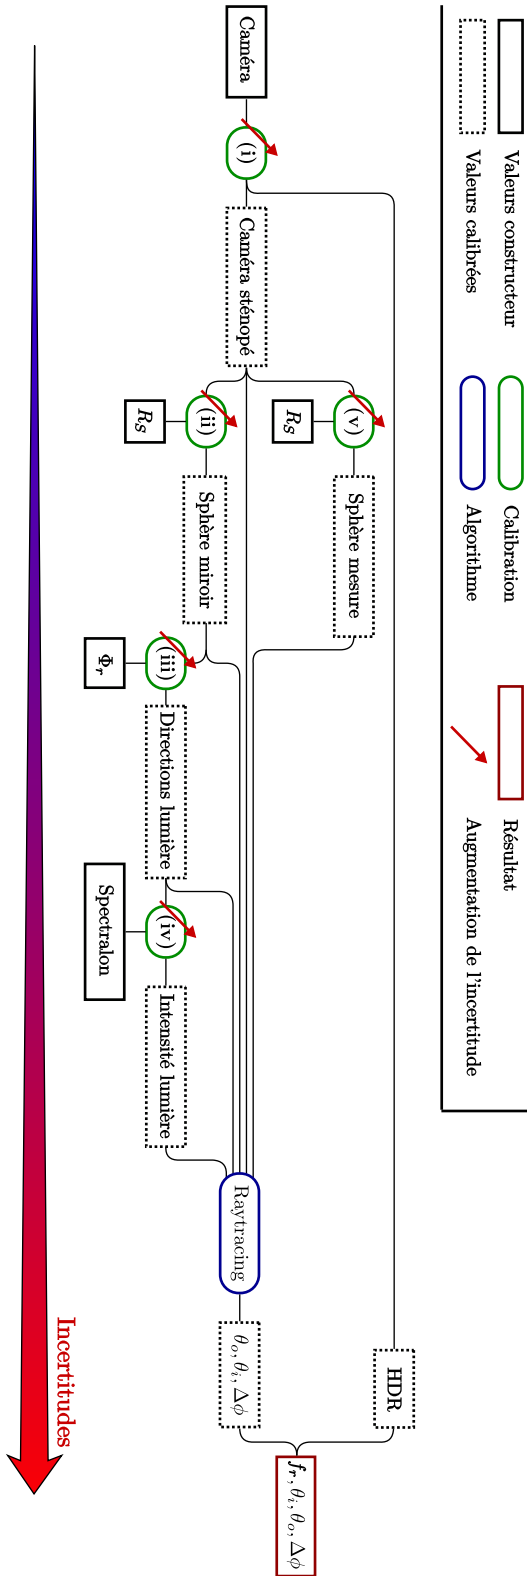 Valeurs constructeur
Calibration
Résultat
Valeurs calibrées
Algorithme
Augmentation de l'incertitude
HDR
(v)
R_S
Sphère mesure
Caméra
(i)
Caméra sténopé
(ii)
R_S
Sphère miroir
(iii)
Φ_r
Directions lumière
(iv)
Spectralon
Intensité lumière
Raytracing
θ_o, θ_i, Δϕ
f_r, θ_i, θ_o, Δϕ
Incertitudes